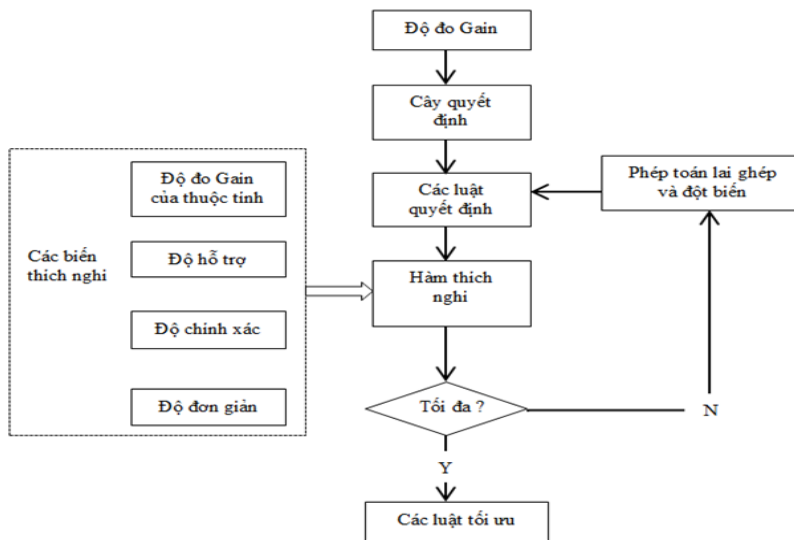 Độ đo Gain
Cây quyết
định
Các luật
quyết định
Phép toán lai ghép
và đột biến
Hàm thích
nghi
Các biến
thích nghi
Độ đo Gain
của thuộc tính
Độ hỗ trợ
Độ chính xác
Độ đơn giản
Tối đa ?
N
Y
Các luật tối ưu